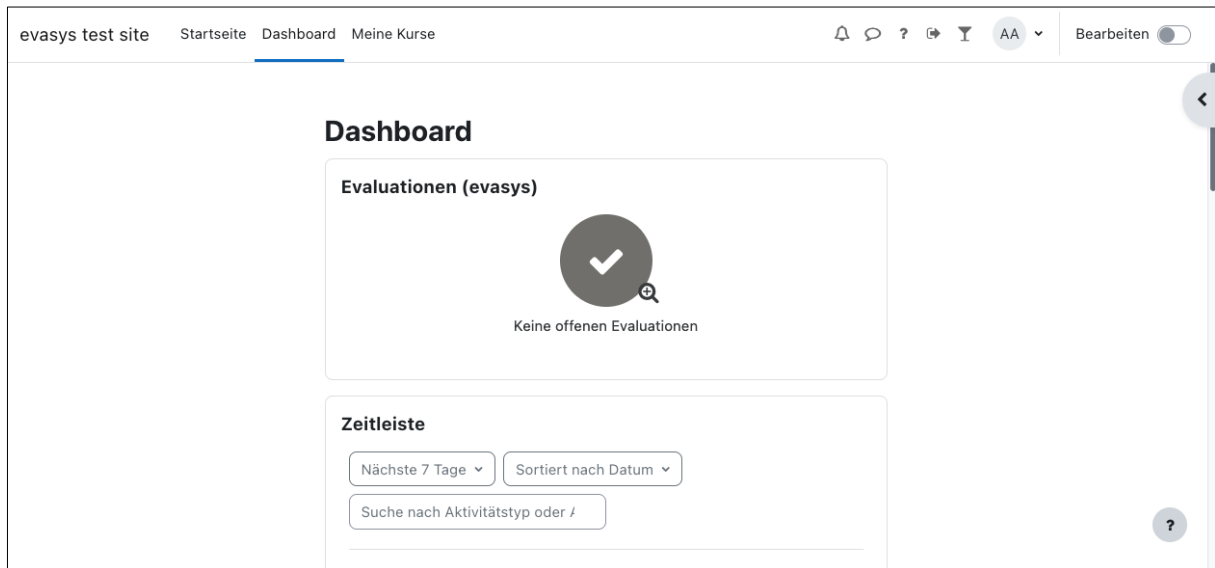 evasys test site Startseite Dashboard Meine Kurse ? AA Bearbeiten
Dashboard
Evaluationen (evasys)
Keine offenen Evaluationen
Zeitleiste
Nächste 7 Tage Sortiert nach Datum
Suche nach Aktivitätstyp oder
?